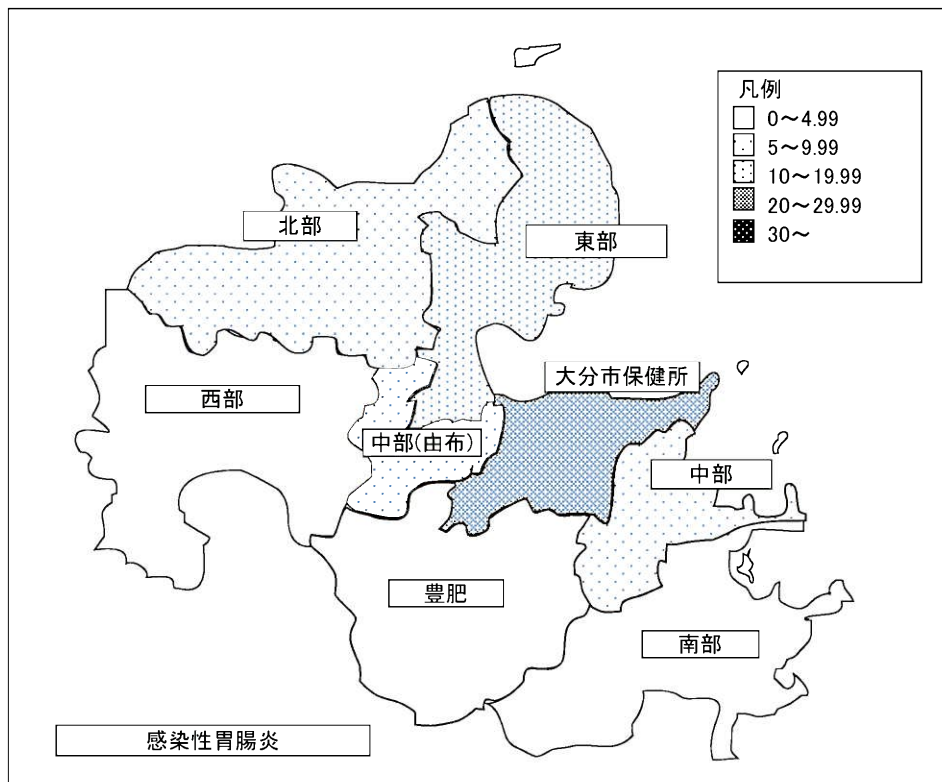 凡例
0～4.99
5～9.99
10～19.99
20～29.99
30～
北部
東部
大分市保健所
西部
中部(由布)
中部
豊肥
南部
感染性胃腸炎